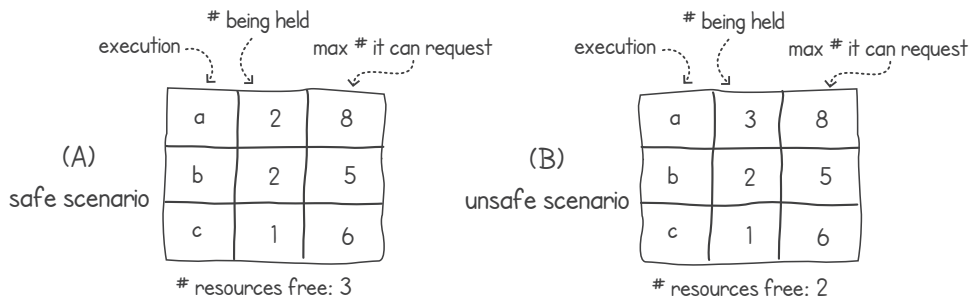 # being held
execution
max # it can request
a 2 8
b 2 5
c 1 6
(A)
safe scenario
# resources free: 3
# being held
execution
max # it can request
a 3 8
b 2 5
c 1 6
(B)
unsafe scenario
# resources free: 2